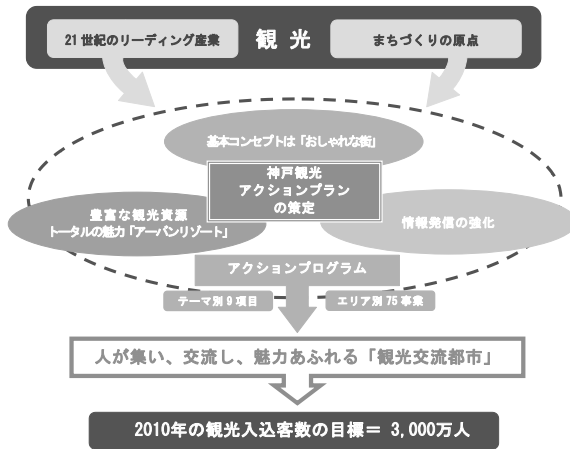 21世紀のリーディング産業
観光
まちづくりの原点
基本コンセプトは「おしゃれな街」
神戸観光
アクションプラン
の策定
豊富な観光資源
トータルの魅力「アーバンリゾート」
情報発信の強化
アクションプログラム
テーマ別9項目
エリア別75事業
人が集い、交流し、魅力あふれる「観光交流都市」
2010年の観光入込客数の目標＝ 3,000万人